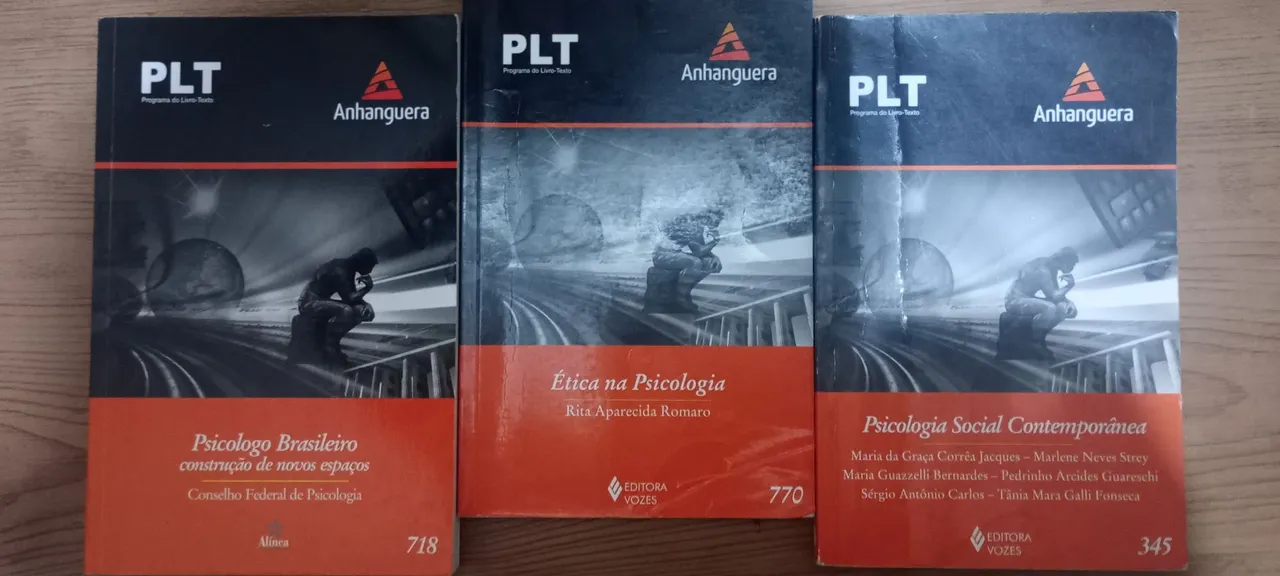 PLT
Programa do Livro-Texto
Anhanguera
Psicologo Brasileiro
construção de novos espaços
Conselho Federal de Psicologia
Alínea
718
PLT
Programa do Livro-Texto
Anhanguera
Ética na Psicologia
Rita Aparecida Romaro
EDITORA
VOZES
770
PLT
Programa do Livro-Texto
Anhanguera
Psicologia Social Contemporânea
Maria da Graça Corrêa Jacques – Marlene Neves Strey
Maria Guazzelli Bernardes – Pedrinho Arcides Guareschi
Sérgio Antônio Carlos – Tânia Mara Galli Fonseca
EDITORA
VOZES
345